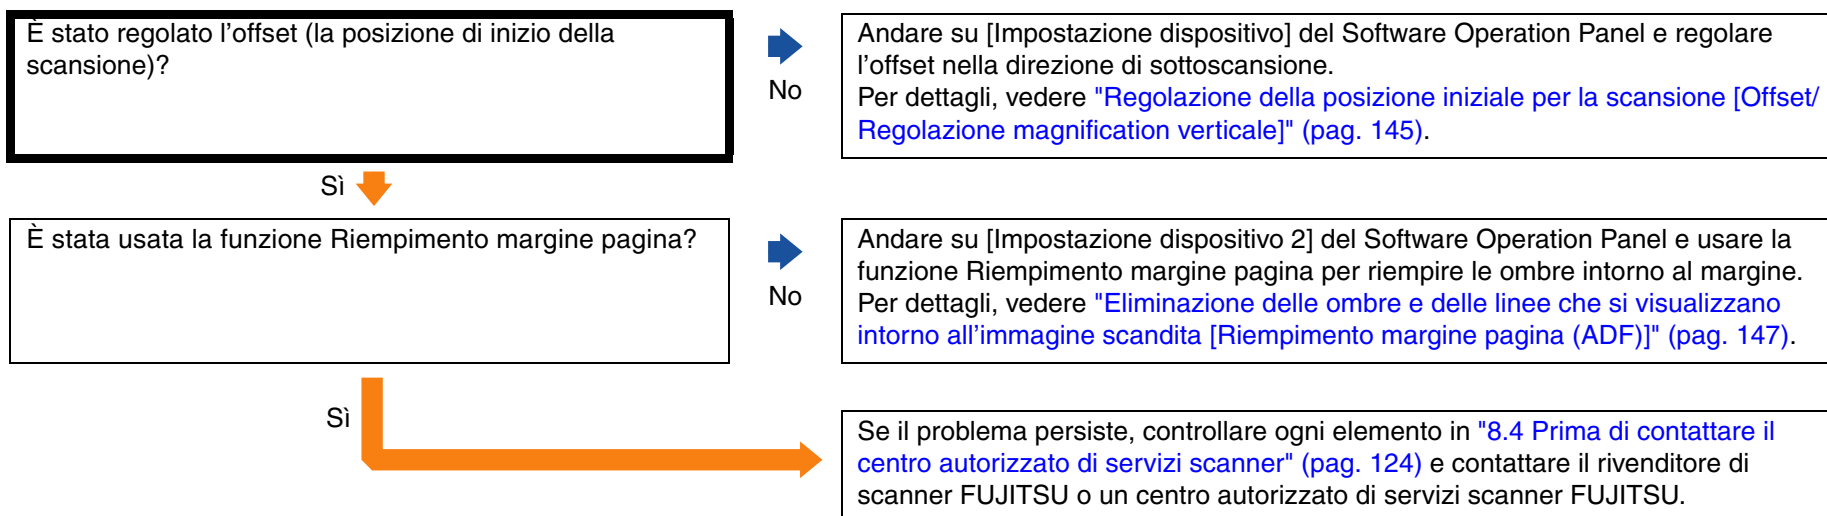 È stato regolato l'offset (la posizione di inizio della
scansione)?
No
Andare su [Impostazione dispositivo] del Software Operation Panel e regolare
l'offset nella direzione di sottoscansione.
Per dettagli, vedere "Regolazione della posizione iniziale per la scansione [Offset/
Regolazione magnification verticale]" (pag. 145).
Sì
È stata usata la funzione Riempimento margine pagina?
No
Andare su [Impostazione dispositivo 2] del Software Operation Panel e usare la
funzione Riempimento margine pagina per riempire le ombre intorno al margine.
Per dettagli, vedere "Eliminazione delle ombre e delle linee che si visualizzano
intorno all'immagine scandita [Riempimento margine pagina (ADF)]" (pag. 147).
Sì
Se il problema persiste, controllare ogni elemento in "8.4 Prima di contattare il
centro autorizzato di servizi scanner" (pag. 124) e contattare il rivenditore di
scanner FUJITSU o un centro autorizzato di servizi scanner FUJITSU.